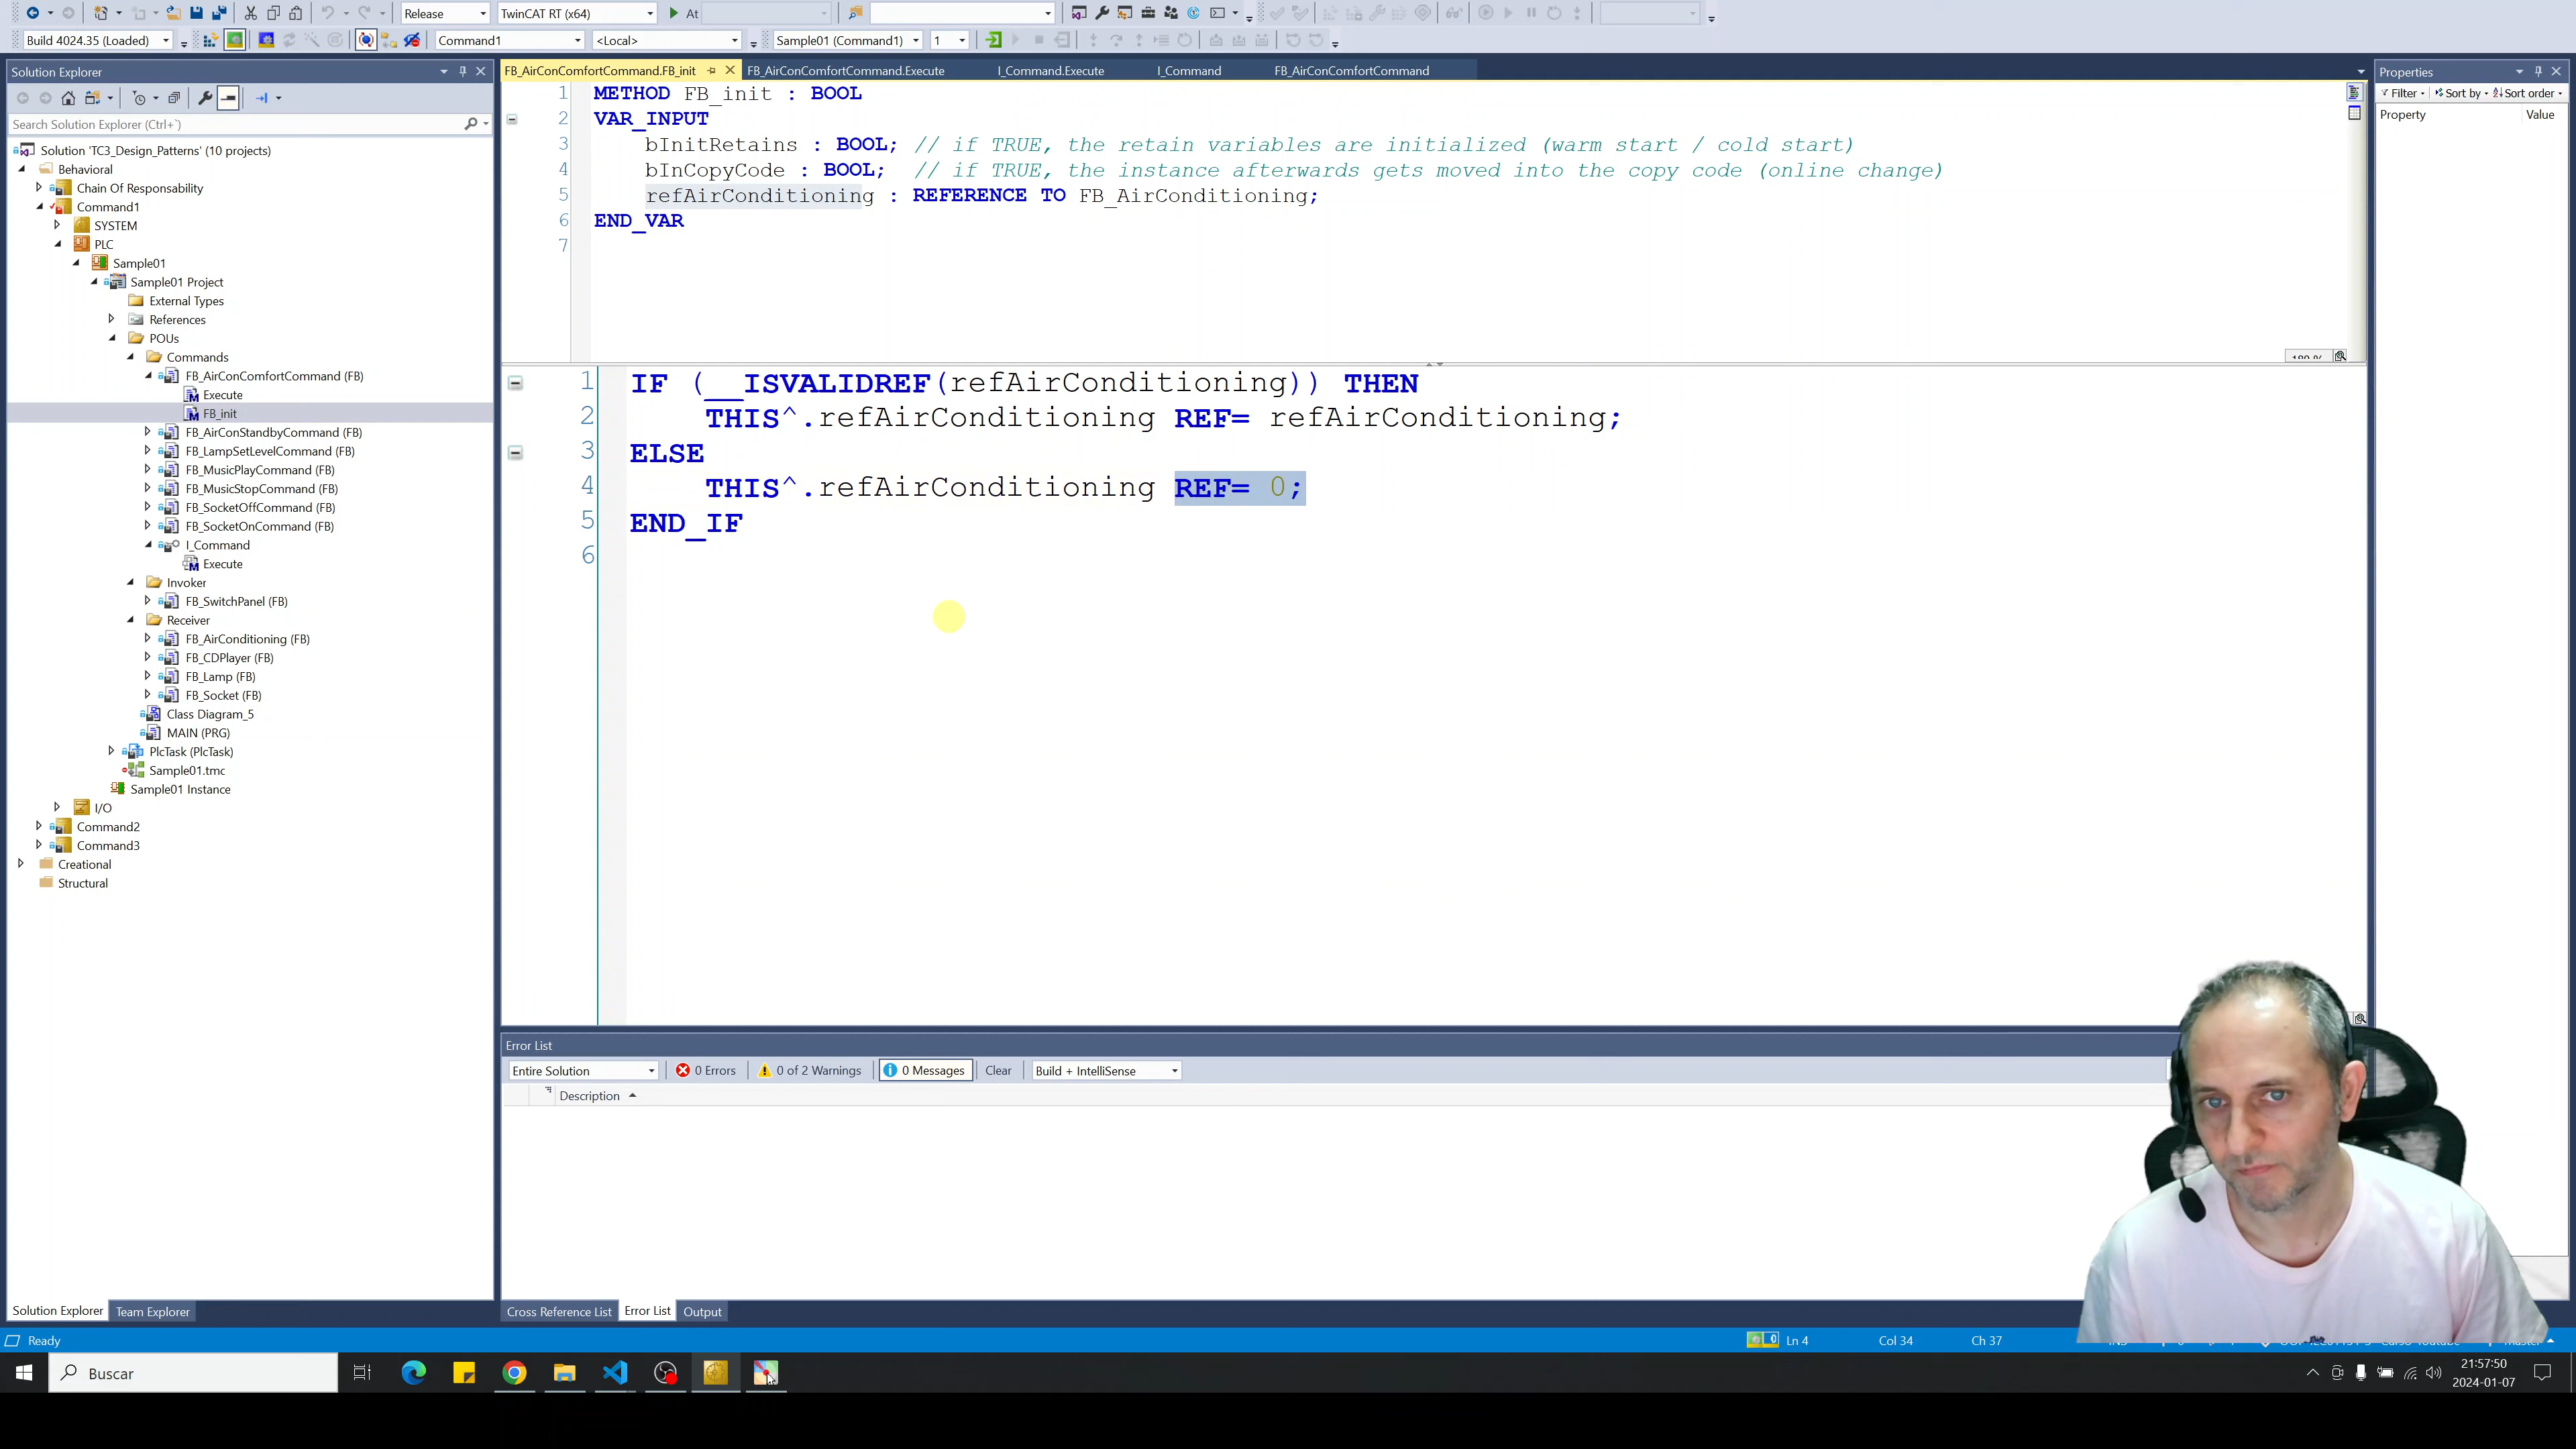 Release
TwinCAT RT (x64)
At
Build 4024.35 (Loaded)
Command1
<Local>
Sample01 (Command1)
1
Solution Explorer
Search Solution Explorer (Ctrl+`)
Solution 'TC3_Design_Patterns' (10 projects)
Behavioral
Chain Of Responsability
Command1
SYSTEM
PLC
Sample01
Sample01 Project
External Types
References
POUs
Commands
FB_AirConComfortCommand (FB)
Execute
FB_init
FB_AirConStandbyCommand (FB)
FB_LampSetLevelCommand (FB)
FB_MusicPlayCommand (FB)
FB_MusicStopCommand (FB)
FB_SocketOffCommand (FB)
FB_SocketOnCommand (FB)
I_Command
Execute
Invoker
FB_SwitchPanel (FB)
Receiver
FB_AirConditioning (FB)
FB_CDPlayer (FB)
FB_Lamp (FB)
FB_Socket (FB)
Class Diagram_5
MAIN (PRG)
PlcTask (PlcTask)
Sample01.tmc
Sample01 Instance
I/O
Command2
Command3
Creational
Structural
Solution Explorer
Team Explorer
FB_AirConComfortCommand.FB_init
FB_AirConComfortCommand.Execute
I_Command.Execute
I_Command
FB_AirConComfortCommand
1 METHOD FB_init : BOOL
2 VAR_INPUT
3 bInitRetains : BOOL; // if TRUE, the retain variables are initialized (warm start / cold start)
4 bInCopyCode : BOOL; // if TRUE, the instance afterwards gets moved into the copy code (online change)
5 refAirConditioning : REFERENCE TO FB_AirConditioning;
6 END_VAR
7
1 IF (__ISVALIDREF(refAirConditioning)) THEN
2 THIS^.refAirConditioning REF= refAirConditioning;
3 ELSE
4 THIS^.refAirConditioning REF= 0;
5 END_IF
6
Error List
Entire Solution
0 Errors
0 of 2 Warnings
0 Messages
Clear
Build + IntelliSense
Description
Cross Reference List
Error List
Output
Properties
Filter
Sort by
Sort order
Property
Value
Ready
Ln 4
Col 34
Ch 37
Buscar
21:57:50
2024-01-07